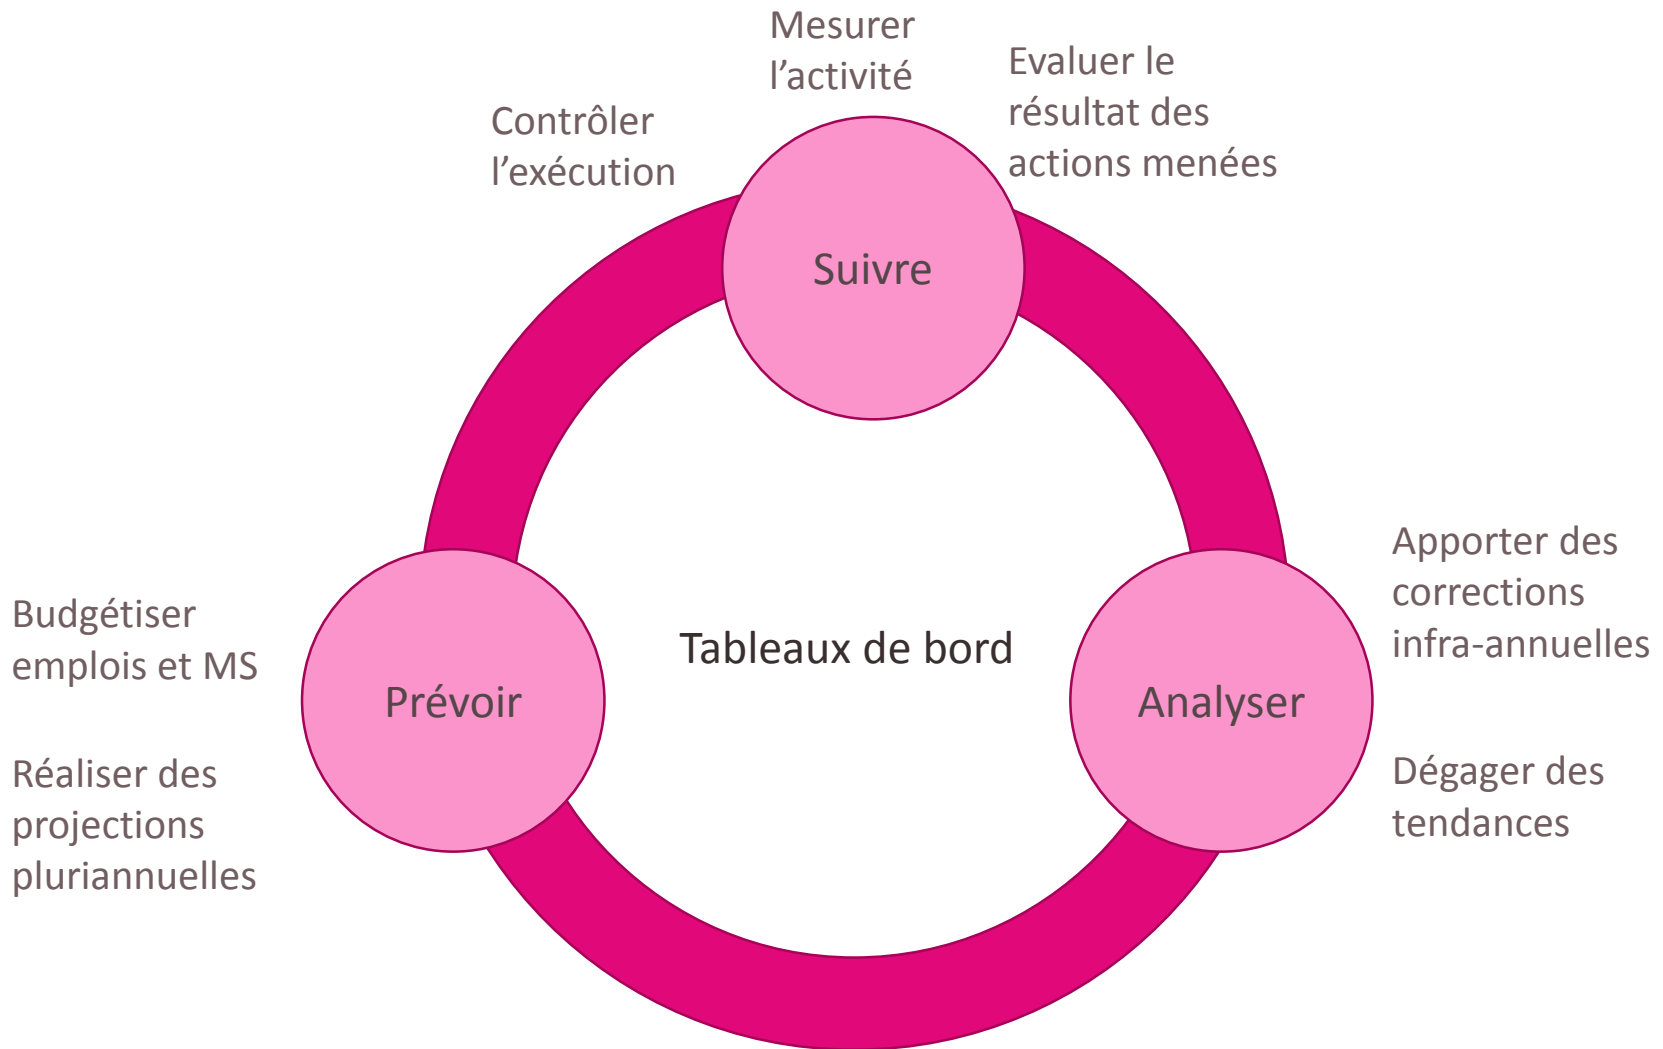 Mesurer
l’activité
Evaluer le
résultat des
actions menées
Contrôler
l’exécution
Suivre
Tableaux de bord
Prévoir
Budgétiser
emplois et MS
Réaliser des
projections
pluriannuelles
Analyser
Apporter des
corrections
infra-annuelles
Dégager des
tendances